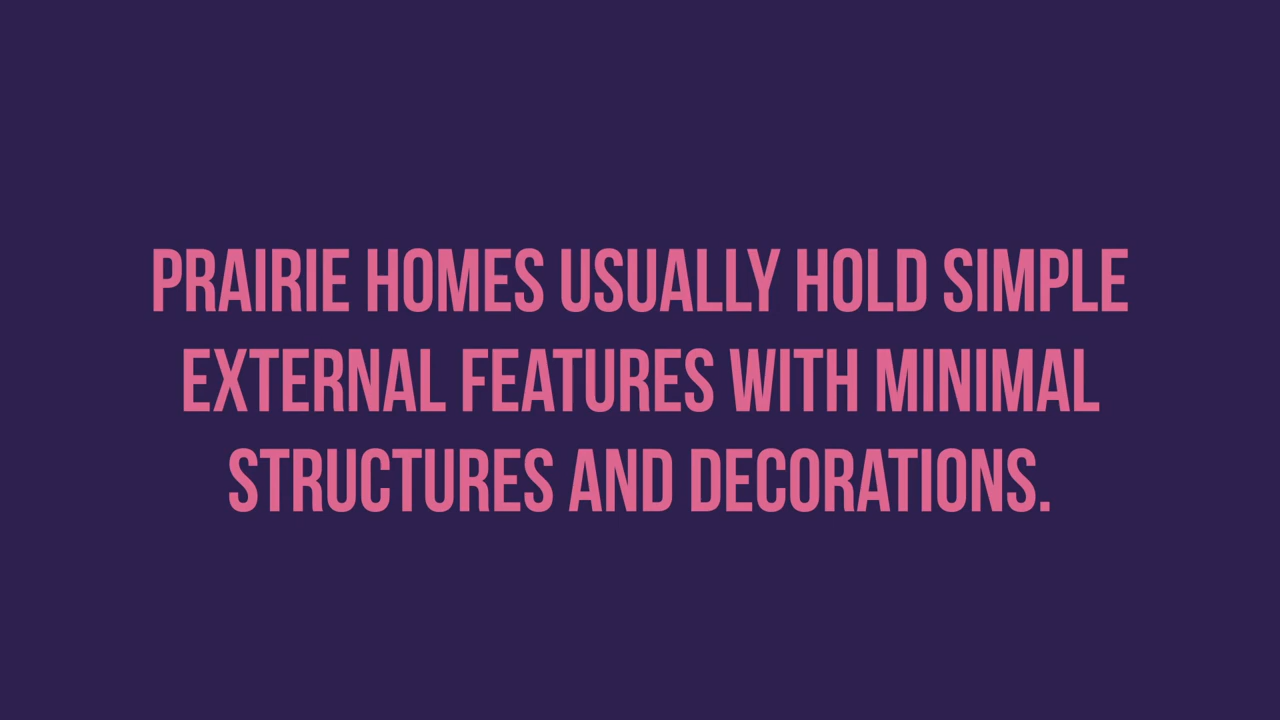 PRAIRIE HOMES USUALLY HOLD SIMPLE
EXTERNAL FEATURES WITH MINIMAL
STRUCTURES AND DECORATIONS.